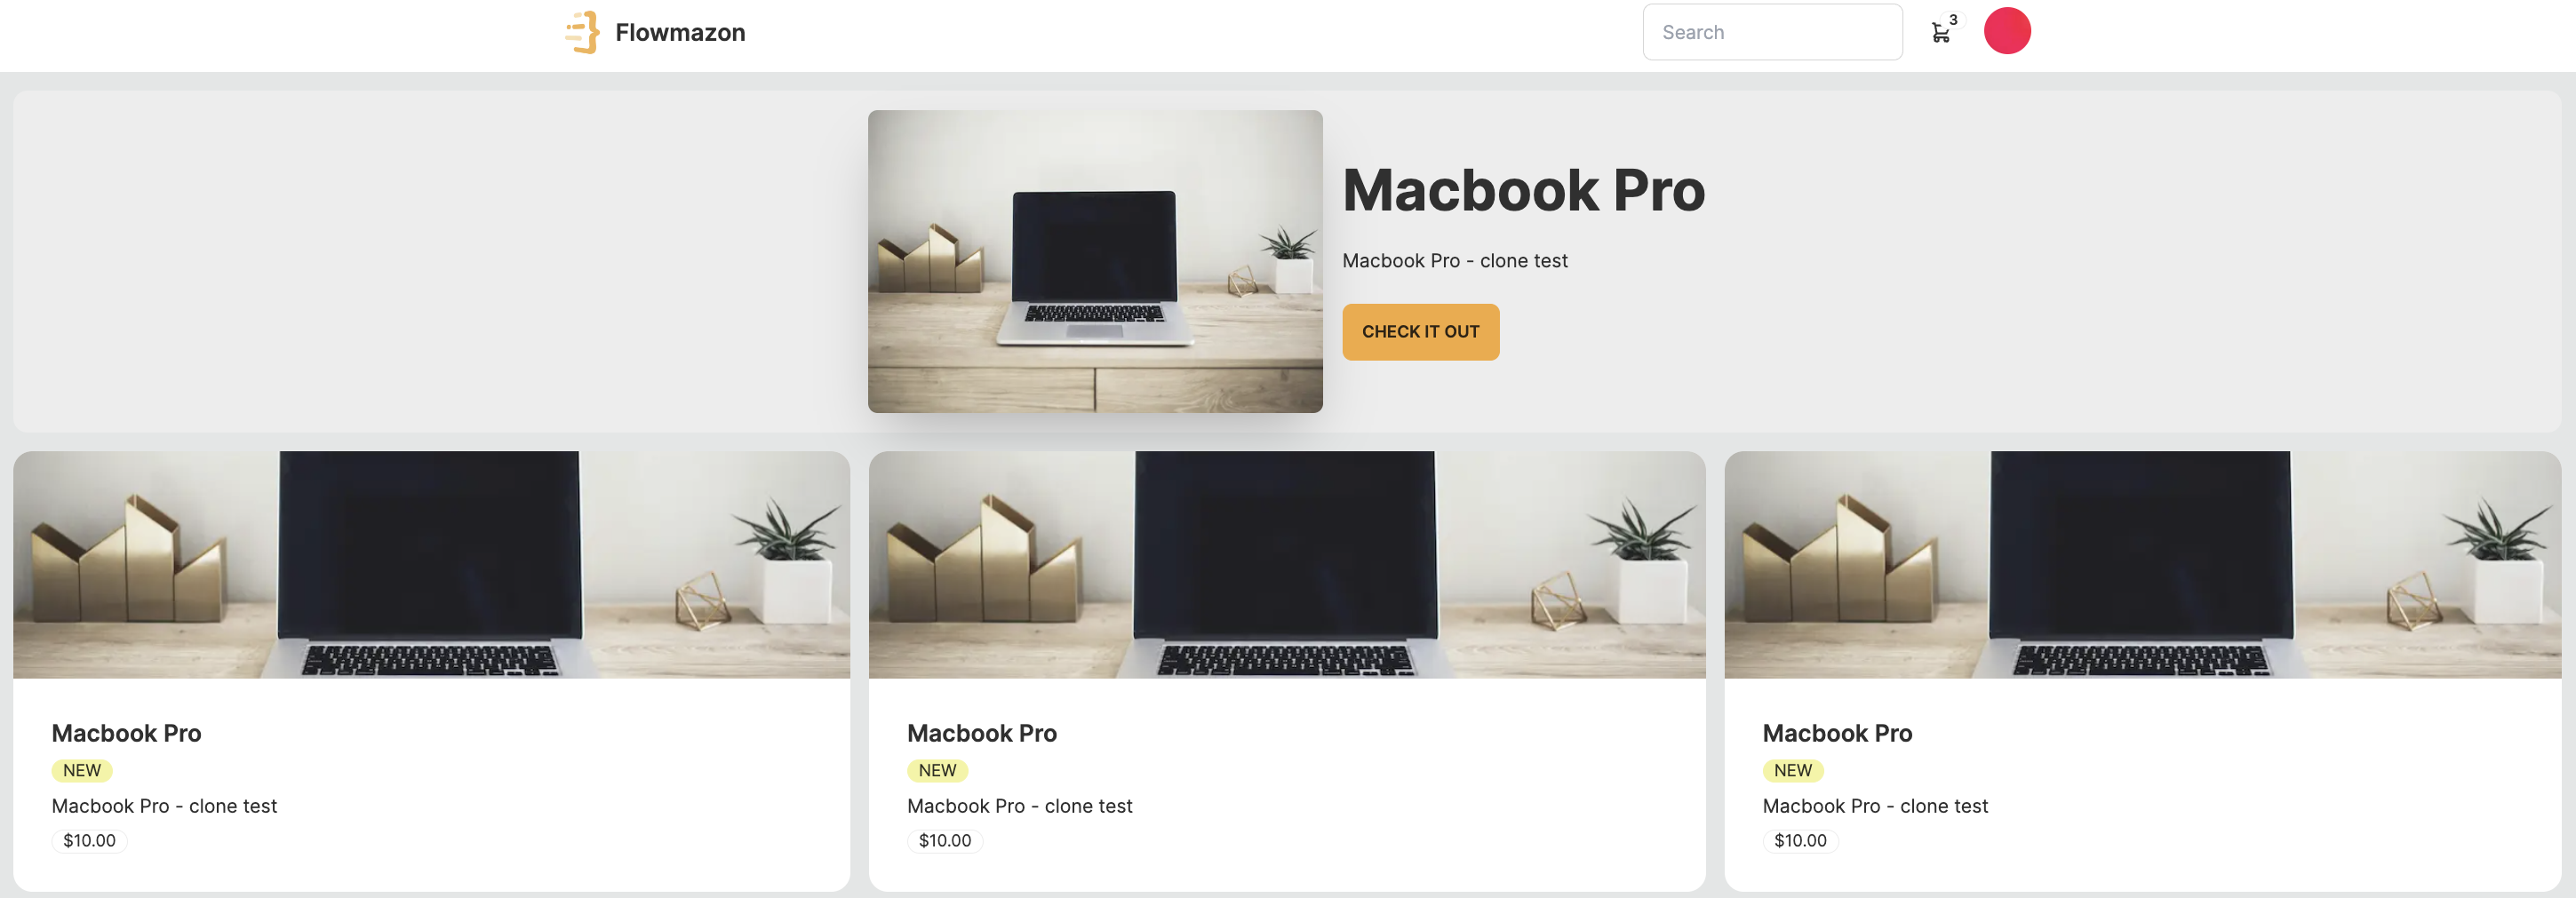 Flowmazon
Search
3
Macbook Pro
Macbook Pro - clone test
CHECK IT OUT
Macbook Pro
NEW
Macbook Pro - clone test
$10.00
Macbook Pro
NEW
Macbook Pro - clone test
$10.00
Macbook Pro
NEW
Macbook Pro - clone test
$10.00